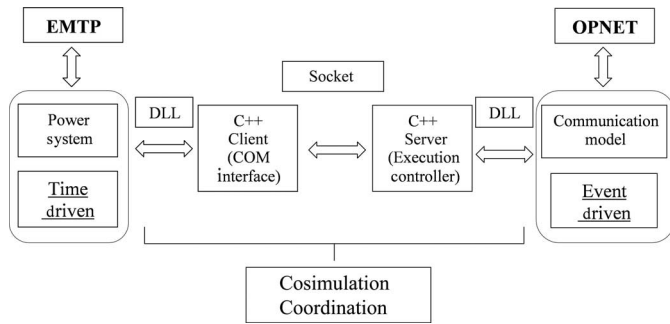 EMTP
OPNET
Socket
DLL
DLL
Power
system
C++
Client
(COM
interface)
C++
Server
(Execution
controller)
Communication
model
Time
driven
Event
driven
Cosimulation
Coordination